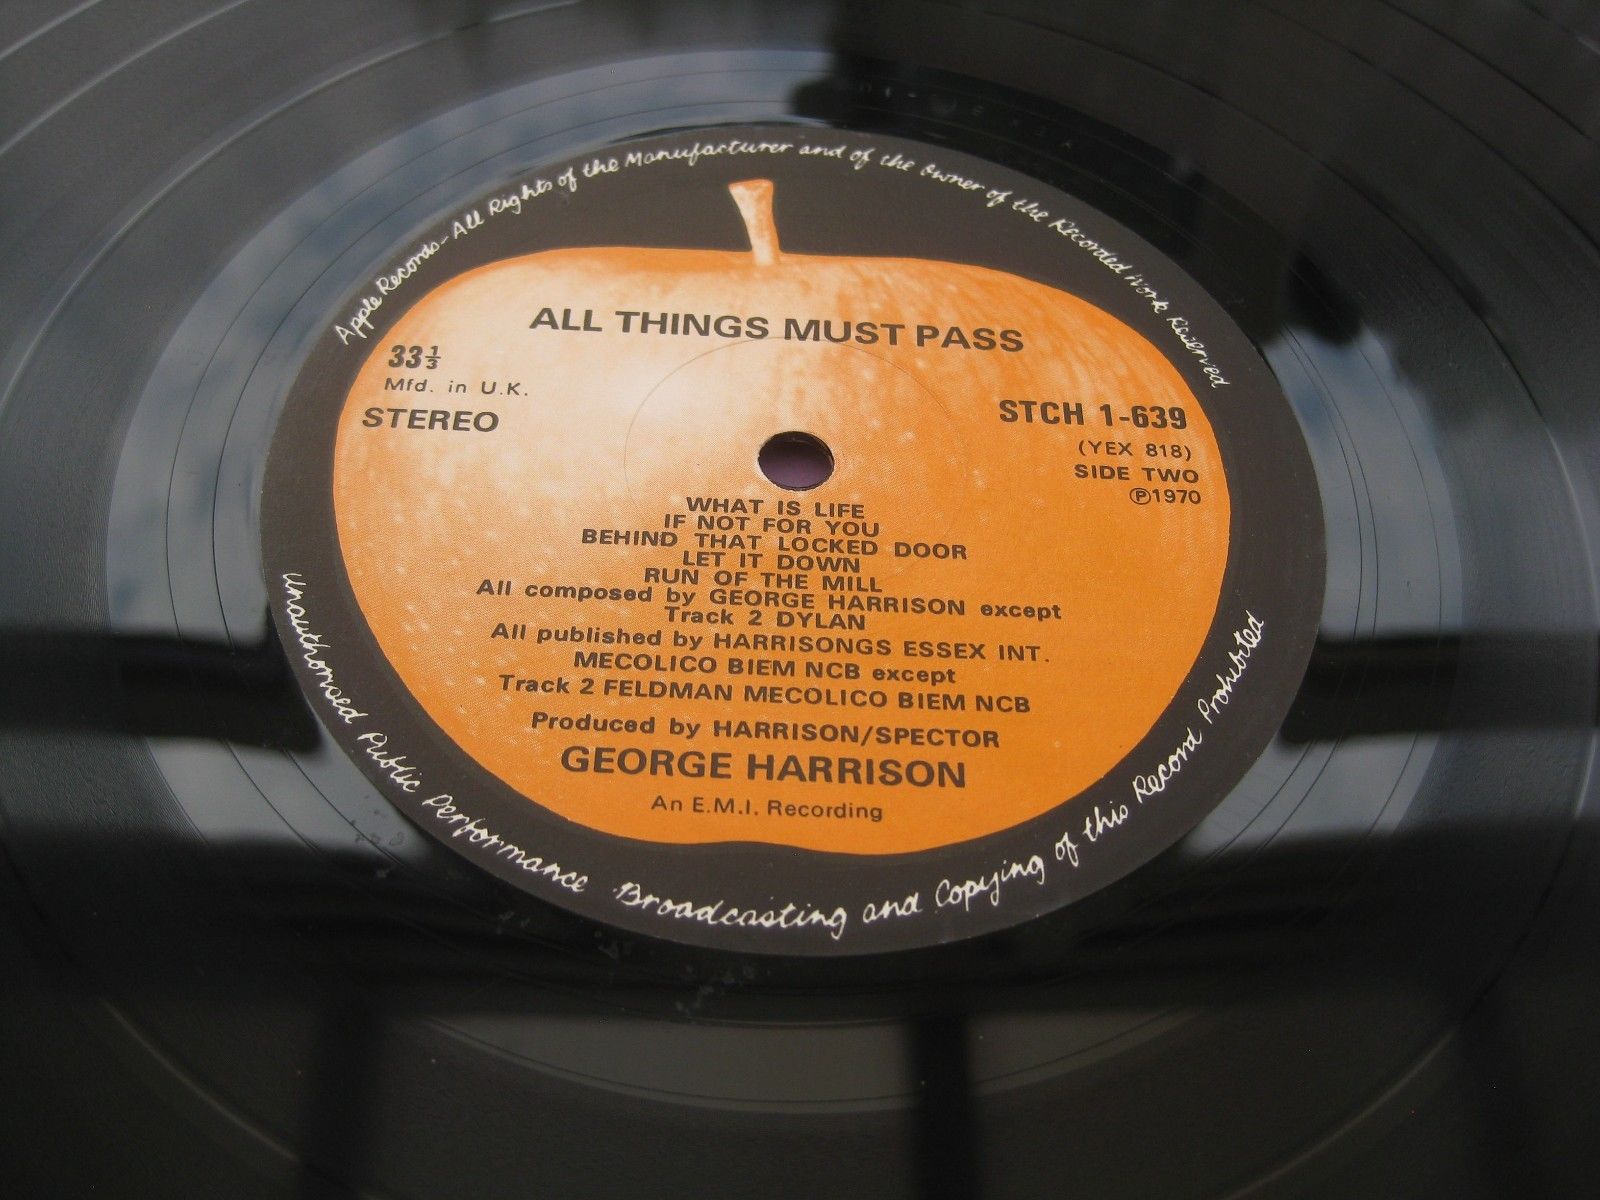 Apple Records - All Rights of the Manufacturer and of the Owner of the Recorded Work Reserved
ALL THINGS MUST PASS
33⅓
Mfd. in U.K.
STEREO
STCH 1-639
(YEX 818)
SIDE TWO
℗1970
WHAT IS LIFE
IF NOT FOR YOU
BEHIND THAT LOCKED DOOR
LET IT DOWN
RUN OF THE MILL
All composed by GEORGE HARRISON except
Track 2 DYLAN
All published by HARRISONGS ESSEX INT.
MECOLICO BIEM NCB except
Track 2 FELDMAN MECOLICO BIEM NCB
Produced by HARRISON/SPECTOR
GEORGE HARRISON
An E.M.I. Recording
Unauthorised Public Performance Broadcasting and Copying of this Record Prohibited